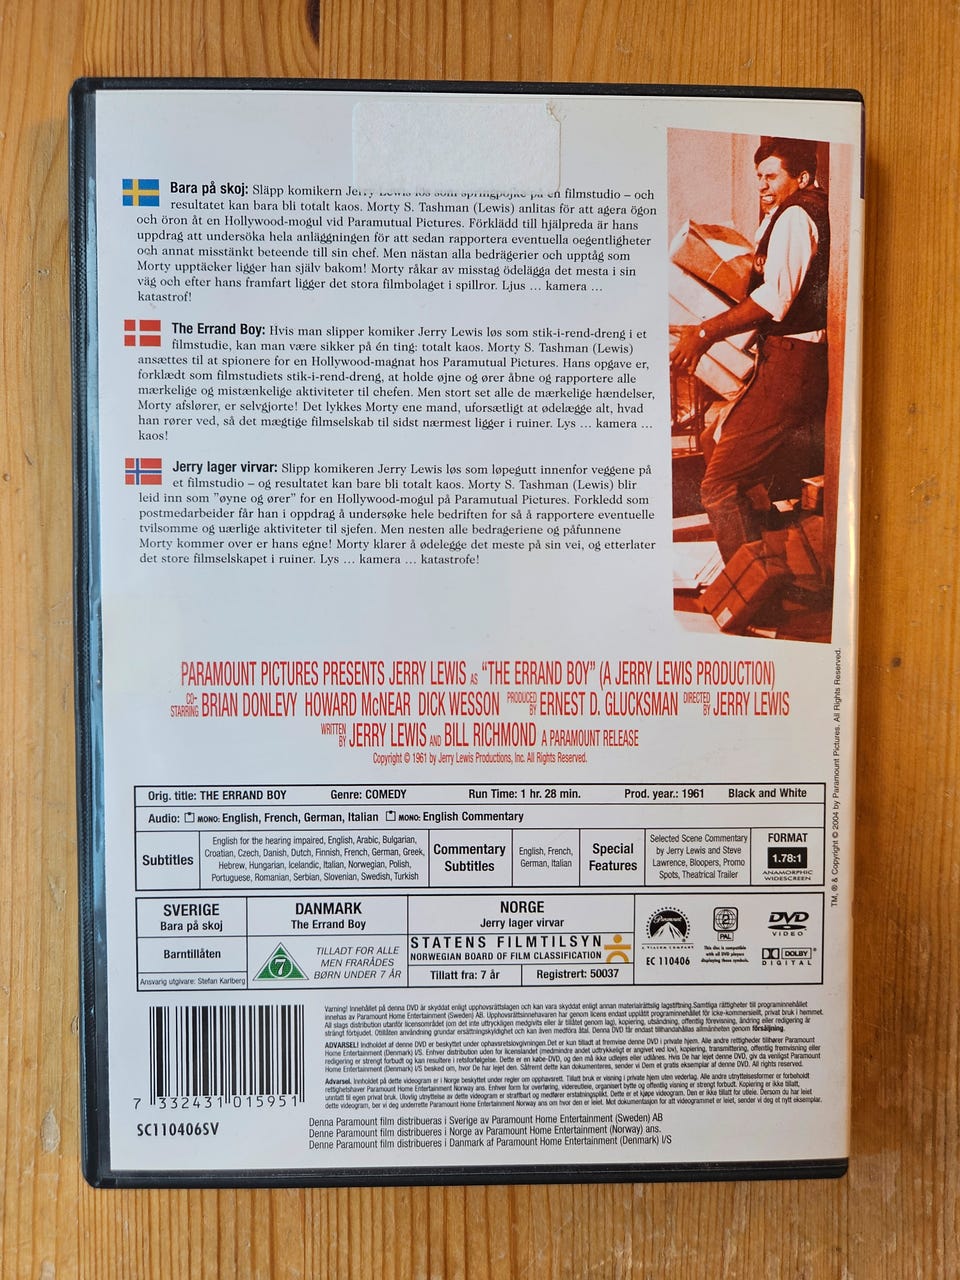 Bara på skoj: Släpp komikern Jerry Lewis lös som springpojke på en filmstudio – och
resultatet kan bara bli totalt kaos. Morty S. Tashman (Lewis) anlitas för att agera ögon
och öron åt en Hollywood-mogul vid Paramutual Pictures. Förklädd till hjälpreda är hans
uppdrag att undersöka hela anläggningen för att sedan rapportera eventuella oegentligheter
och annat misstänkt beteende till sin chef. Men nästan alla bedrägerier och upptåg som
Morty upptäcker ligger han själv bakom! Morty råkar av misstag ödelägga det mesta i sin
väg och efter hans framfart ligger det stora filmbolaget i spillror. Ljus ... kamera ...
katastrof!
The Errand Boy: Hvis man slipper komiker Jerry Lewis løs som stik-i-rend-dreng i et
filmstudie, kan man være sikker på én ting: totalt kaos. Morty S. Tashman (Lewis)
ansættes til at spionere for en Hollywood-magnat hos Paramutual Pictures. Hans opgave er,
forklædt som filmstudiets stik-i-rend-dreng, at holde øjne og ører åbne og rapportere alle
mærkelige og mistænkelige aktiviteter til chefen. Men stort set alle de mærkelige hændelser,
Morty afslører, er selvgjorte! Det lykkes Morty ene mand, uforsætligt at ødelægge alt, hvad
han rører ved, så det mægtige filmselskab til sidst nærmest ligger i ruiner. Lys ... kamera ...
kaos!
Jerry lager virvar: Slipp komikeren Jerry Lewis løs som løpegutt innenfor veggene på
et filmstudio – og resultatet kan bare bli totalt kaos. Morty S. Tashman (Lewis) blir
leid inn som ”øyne og ører” for en Hollywood-mogul på Paramutual Pictures. Forkledd som
postmedarbeider får han i oppdrag å undersøke hele bedriften for så å rapportere eventuelle
tvilsomme og uærlige aktiviteter til sjefen. Men nesten alle bedrageriene og påfunnene
Morty kommer over er hans egne! Morty klarer å ødelegge det meste på sin vei, og etterlater
det store filmselskapet i ruiner. Lys ... kamera ... katastrofe!
PARAMOUNT PICTURES PRESENTS JERRY LEWIS AS “THE ERRAND BOY” (A JERRY LEWIS PRODUCTION)
CO-STARRING BRIAN DONLEVY HOWARD McNEAR DICK WESSON PRODUCED BY ERNEST D. GLUCKSMAN DIRECTED BY JERRY LEWIS
WRITTEN BY JERRY LEWIS AND BILL RICHMOND A PARAMOUNT RELEASE
Copyright © 1961 by Jerry Lewis Productions, Inc. All Rights Reserved.
TM, ® & Copyright © 2004 by Paramount Pictures. All Rights Reserved.
Orig. title: THE ERRAND BOY Genre: COMEDY Run Time: 1 hr. 28 min. Prod. year.: 1961 Black and White
Audio: MONO: English, French, German, Italian MONO: English Commentary
Subtitles
English for the hearing impaired, English, Arabic, Bulgarian,
Croatian, Czech, Danish, Dutch, Finnish, French, German, Greek,
Hebrew, Hungarian, Icelandic, Italian, Norwegian, Polish,
Portuguese, Romanian, Serbian, Slovenian, Swedish, Turkish
Commentary
Subtitles
English, French,
German, Italian
Special
Features
Selected Scene Commentary
by Jerry Lewis and Steve
Lawrence, Bloopers, Promo
Spots, Theatrical Trailer
FORMAT
1.78:1
ANAMORPHIC
WIDESCREEN
SVERIGE
Bara på skoj
Barntillåten
Ansvarig utgivare: Stefan Karlberg
DANMARK
The Errand Boy
7
TILLADT FOR ALLE
MEN FRARÅDES
BØRN UNDER 7 ÅR
NORGE
Jerry lager virvar
STATENS FILMTILSYN
NORWEGIAN BOARD OF FILM CLASSIFICATION
Tillatt fra: 7 år
Registrert: 50037
Paramount
A VIACOM COMPANY
EC 110406
2
PAL
This disc is compatible
with all DVD players
displaying these symbols.
DVD
VIDEO
DOLBY
DIGITAL
7 332431 015951
SC110406SV
Denna Paramount film distribueras i Sverige av Paramount Home Entertainment (Sweden) AB
Denne Paramount film distribueres i Norge av Paramount Home Entertainment (Norway) ans.
Denne Paramount film distribueres i Danmark af Paramount Home Entertainment (Denmark) I/S